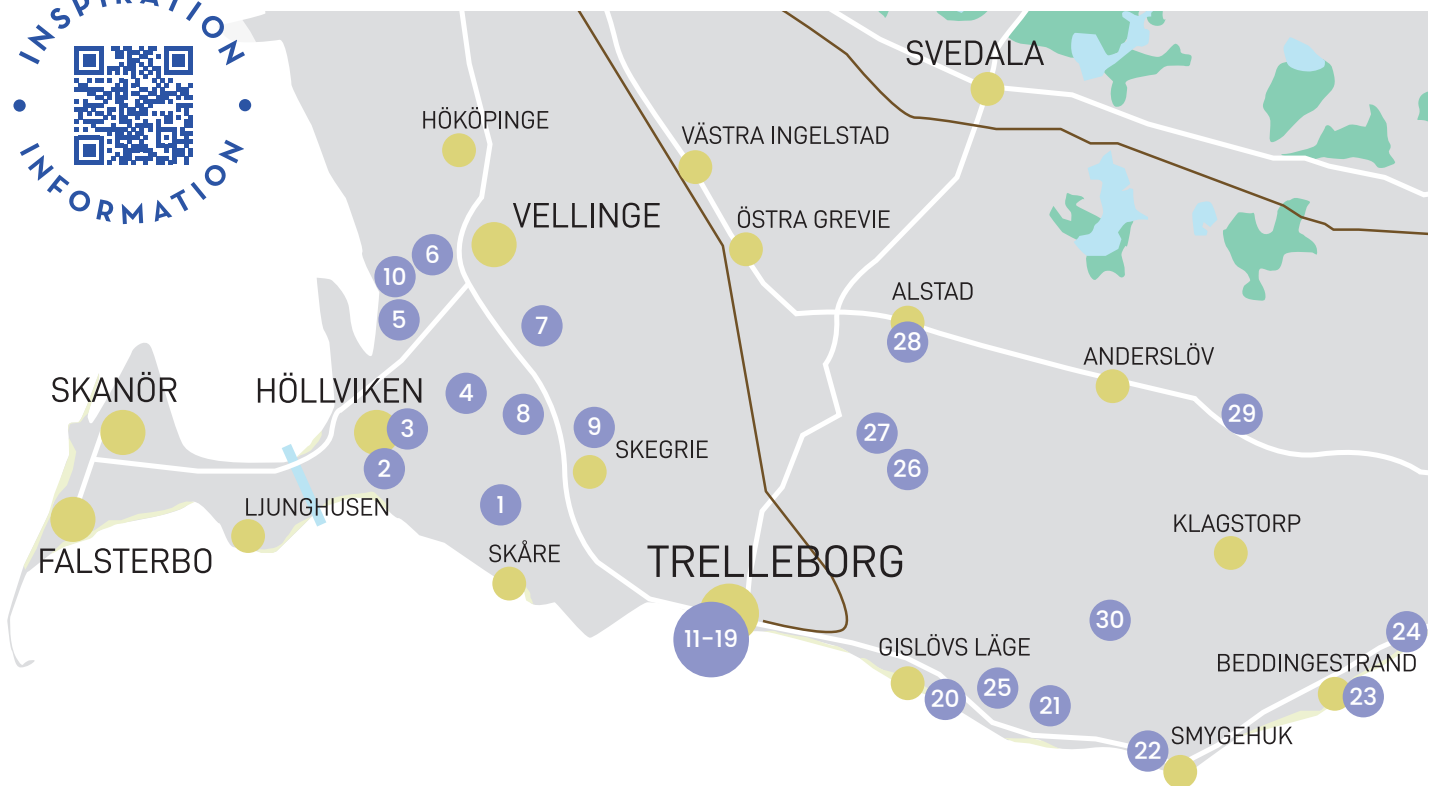 INSPIRATION
INFORMATION
SVEDALA
HÖKÖPINGE
VÄSTRA INGELSTAD
VELLINGE
ÖSTRA GREVIE
6
10
5
7
ALSTAD
28
ANDERSLÖV
SKANÖR
HÖLLVIKEN
4
8
3
9
27
29
SKEGRIE
2
26
LJUNGHUSEN
1
KLAGSTORP
FALSTERBO
SKÅRE
TRELLEBORG
11-19
30
24
GISLÖVS LÄGE
BEDDINGESTRAND
20
25
21
23
22
SMYGEHUK